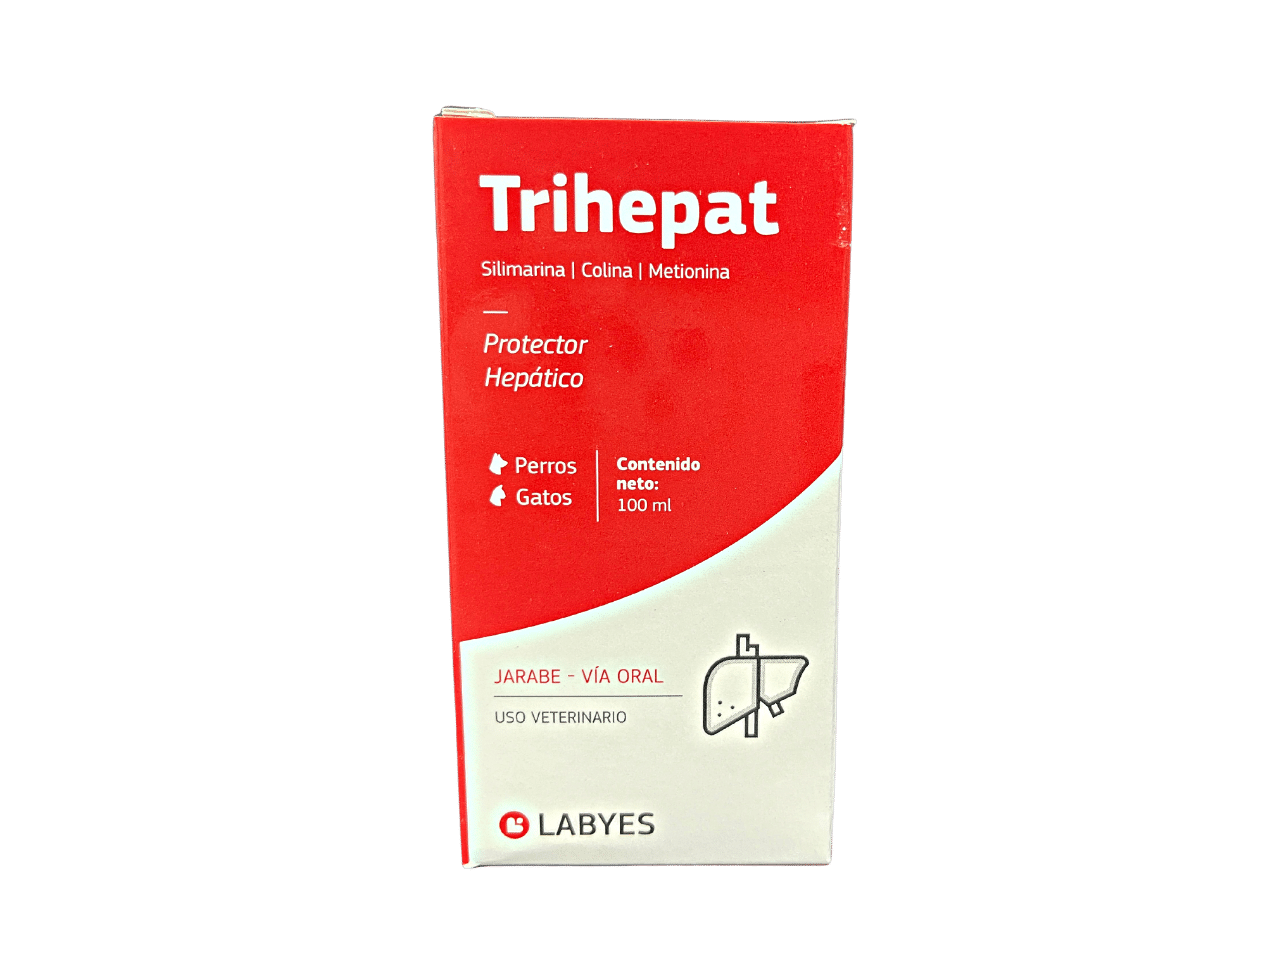 Trihepat
Silimarina | Colina | Metionina
Protector
Hepático
Perros
Gatos
Contenido
neto:
100 ml
JARABE - VÍA ORAL
USO VETERINARIO
LABYES